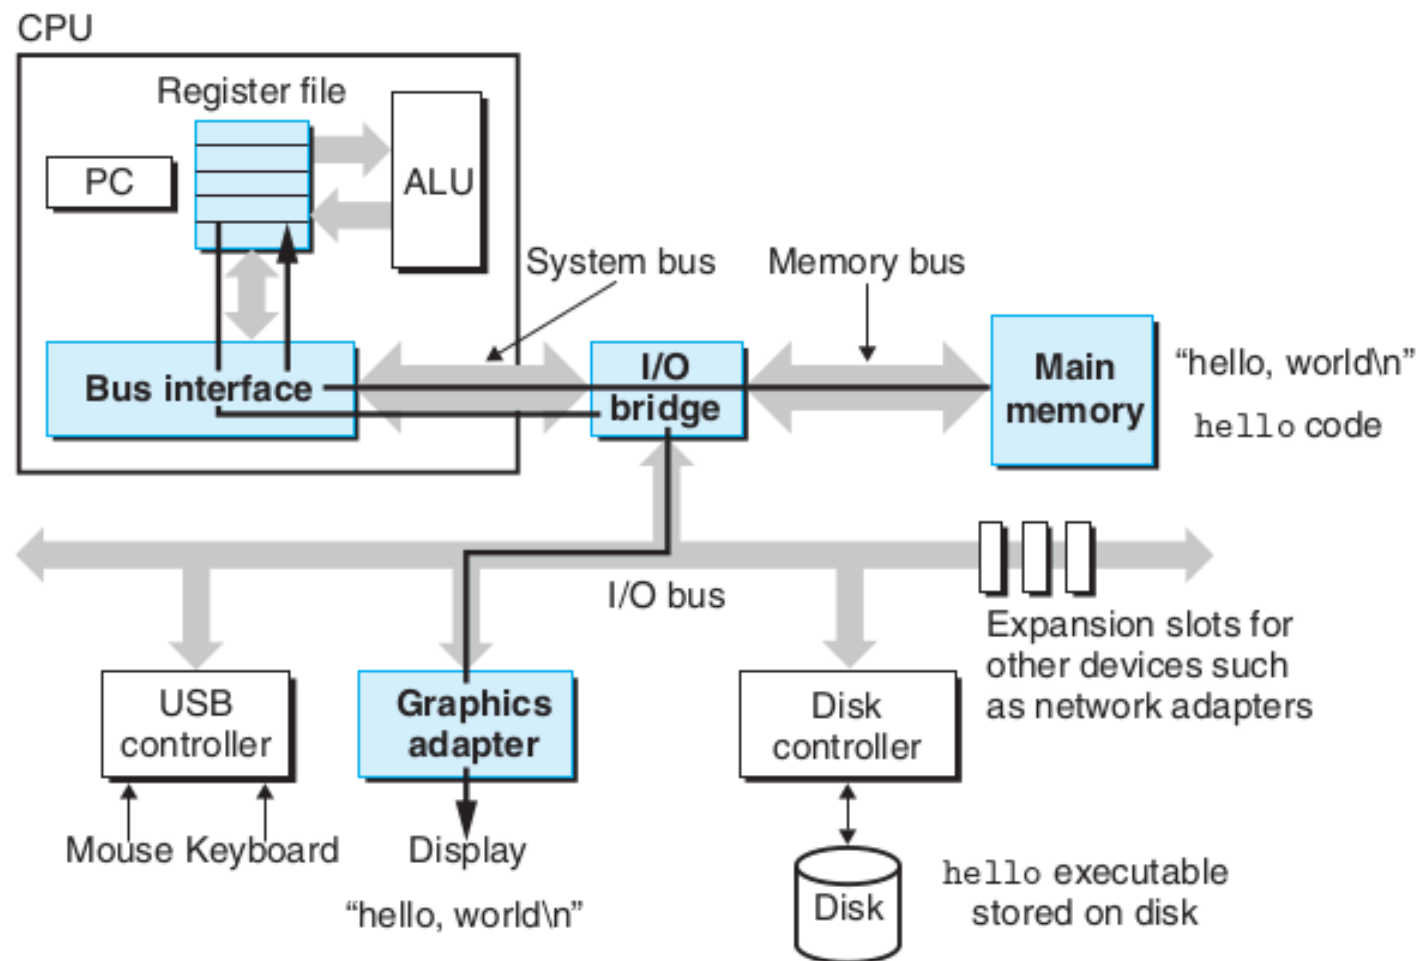 CPU
Register file
PC
ALU
System bus
Memory bus
Bus interface
I/O
bridge
Main
memory
“hello, world\n”
hello code
I/O bus
Expansion slots for
other devices such
as network adapters
USB
controller
Graphics
adapter
Disk
controller
Mouse Keyboard
Display
“hello, world\n”
Disk
hello executable
stored on disk